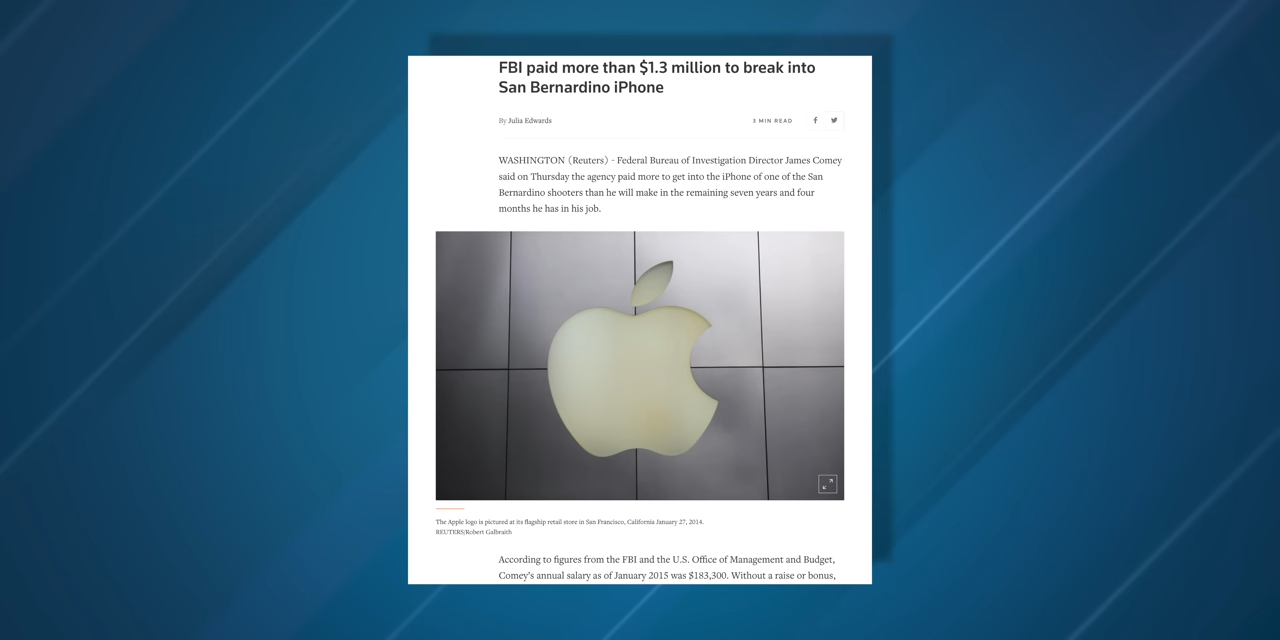 FBI paid more than $1.3 million to break into
San Bernardino iPhone
By Julia Edwards
3 MIN READ
WASHINGTON (Reuters) - Federal Bureau of Investigation Director James Comey
said on Thursday the agency paid more to get into the iPhone of one of the San
Bernardino shooters than he will make in the remaining seven years and four
months he has in his job.
The Apple logo is pictured at its flagship retail store in San Francisco, California January 27, 2014.
REUTERS/Robert Galbraith
According to figures from the FBI and the U.S. Office of Management and Budget,
Comey's annual salary as of January 2015 was $183,300. Without a raise or bonus,